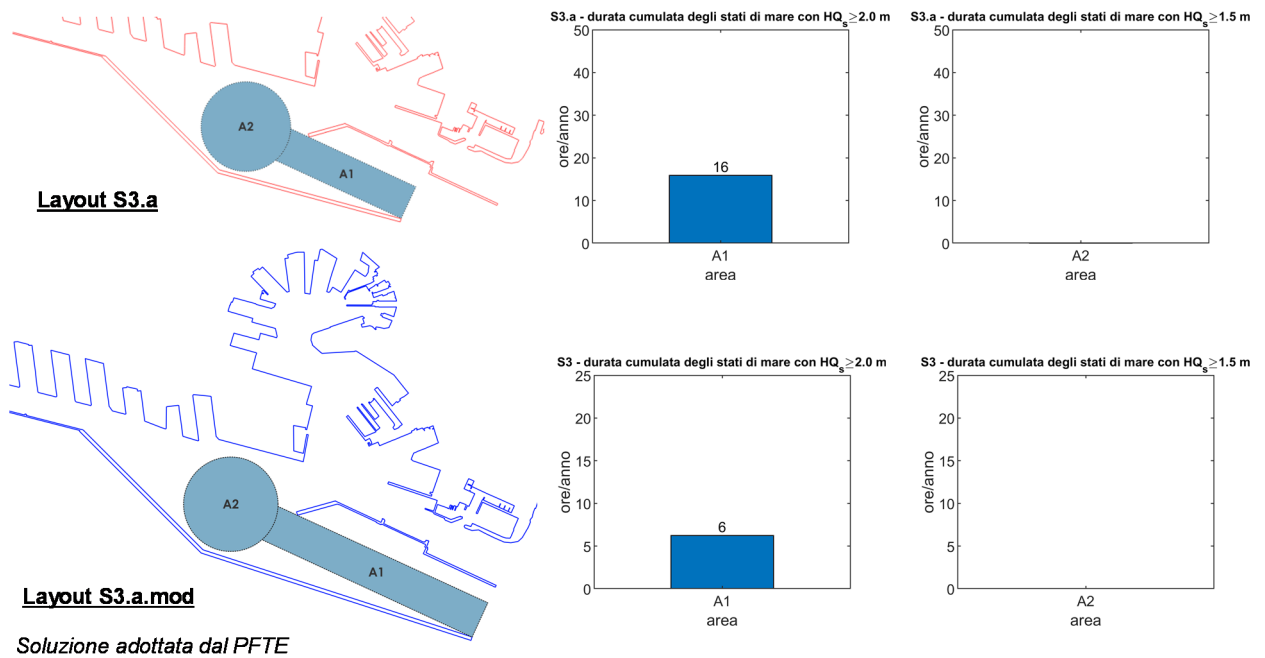 A2
A1
Layout S3.a
S3.a - durata cumulata degli stati di mare con HQs≥2.0 m
50
40
30
20
10
0
ore/anno
16
A1
area
S3.a - durata cumulata degli stati di mare con HQs≥1.5 m
50
40
30
20
10
0
ore/anno
A2
area
A2
A1
Layout S3.a.mod
Soluzione adottata dal PFTE
S3 - durata cumulata degli stati di mare con HQs≥2.0 m
25
20
15
10
5
0
ore/anno
6
A1
area
S3 - durata cumulata degli stati di mare con HQs≥1.5 m
25
20
15
10
5
0
ore/anno
A2
area